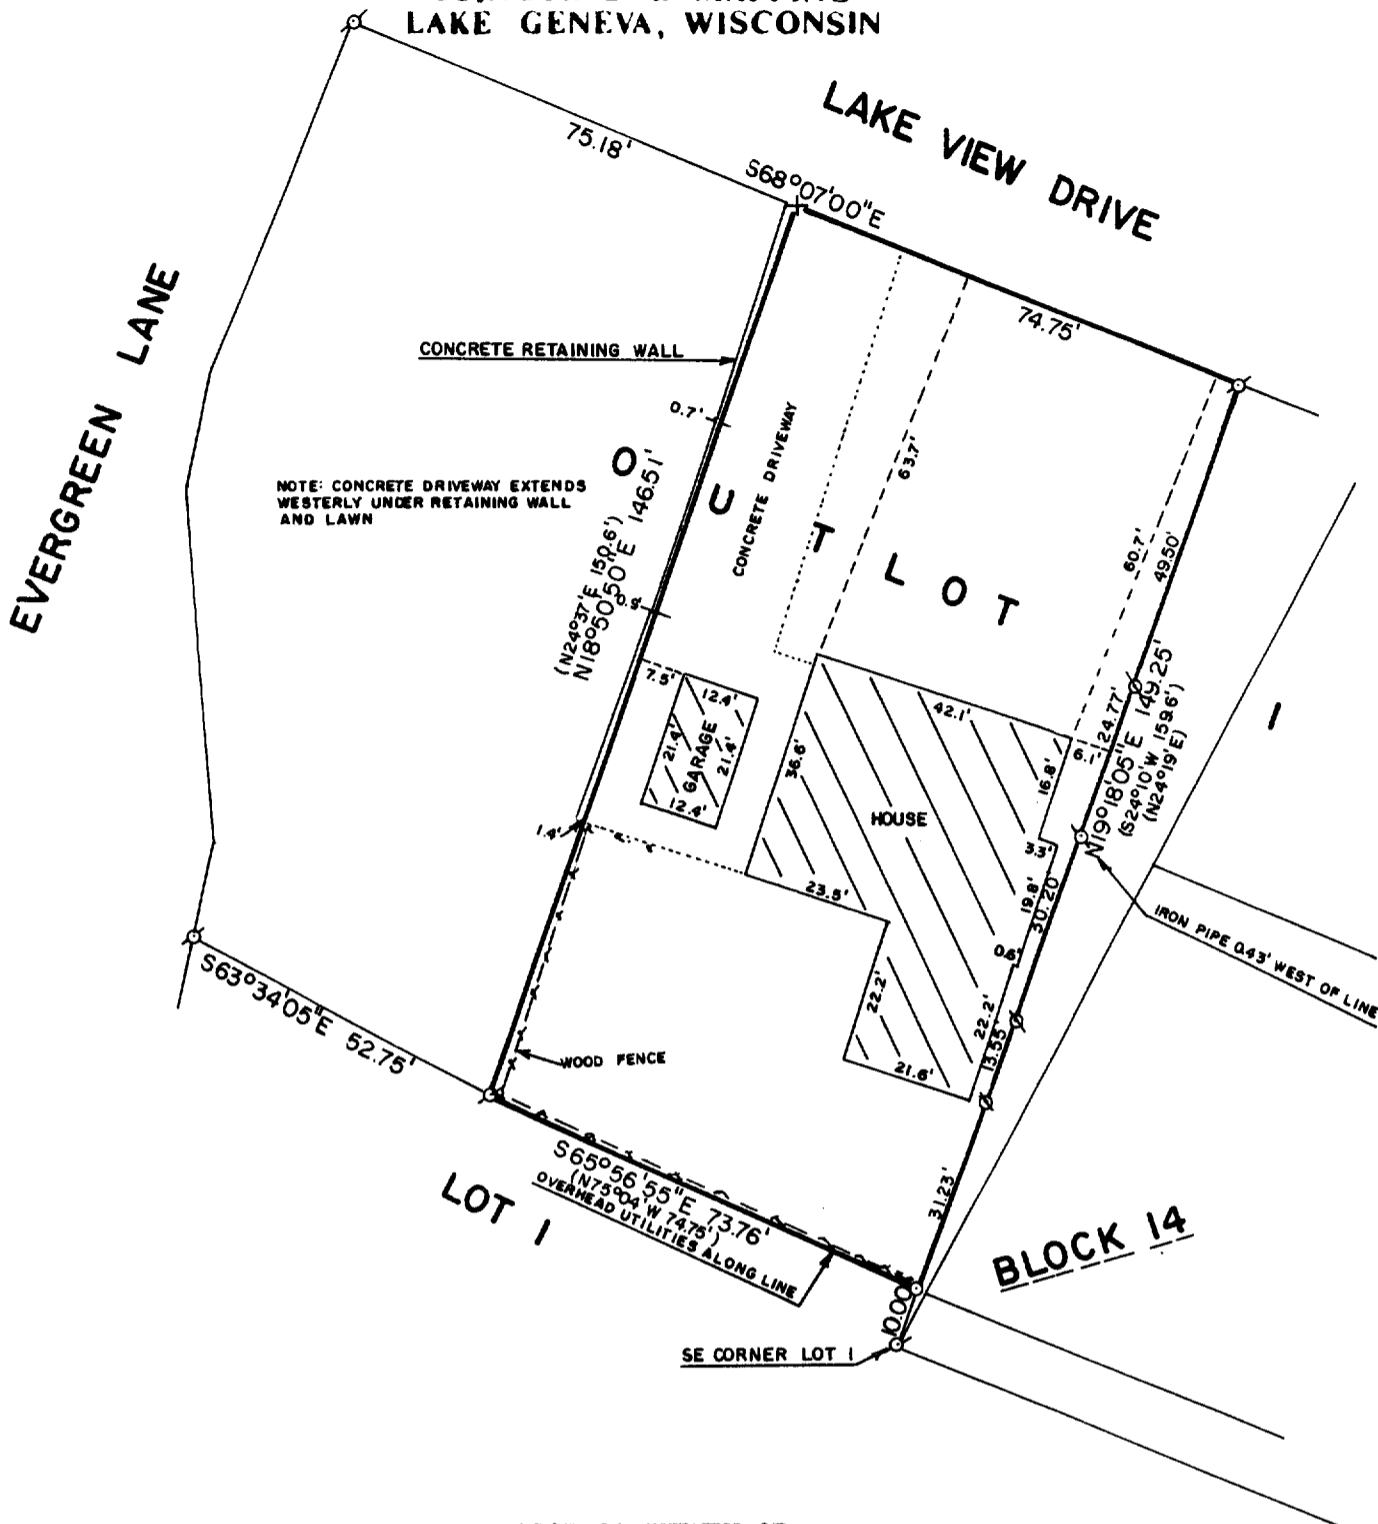 LAKE GENEVA, WISCONSIN
LAKE VIEW DRIVE
75.18'
S68°07'00"E
74.75'
EVERGREEN LANE
CONCRETE RETAINING WALL
0.7'
CONCRETE DRIVEWAY
63.7'
NOTE: CONCRETE DRIVEWAY EXTENDS
WESTERLY UNDER RETAINING WALL
AND LAWN
OUTLOT
1
(N24°37'E 150.6')
N18°50'50"E 146.51'
60.7'
49.50'
7.5'
12.4'
21.4'
GARAGE
21.4'
12.4'
42.1'
36.6'
HOUSE
16.8'
6.1'
24.77'
N19°18'05"E 149.25'
(S24°10'W 159.6')
(N24°19'E)
3.3'
19.8'
30.20'
IRON PIPE 0.43' WEST OF LINE
1.4'
23.5'
0.6'
22.2'
22.2'
13.55'
21.6'
S63°34'05"E 52.75'
WOOD FENCE
31.23'
S65°56'55"E 73.76'
(N75°04'W 74.75')
OVERHEAD UTILITIES ALONG LINE
LOT 1
BLOCK 14
10.00'
SE CORNER LOT 1